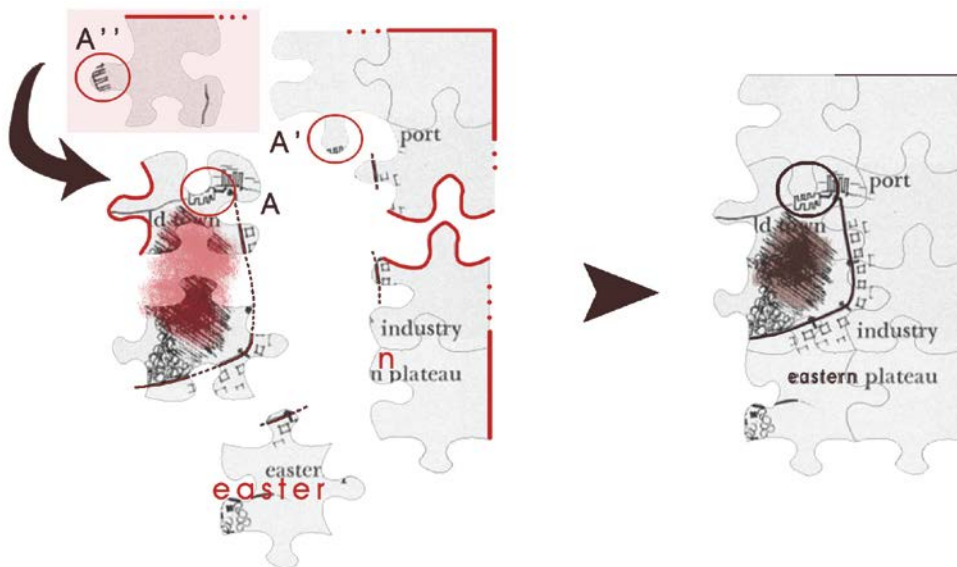 A''
A'
port
A
ld town
industry
n
n plateau
easter
easter
port
ld town
industry
eastern plateau